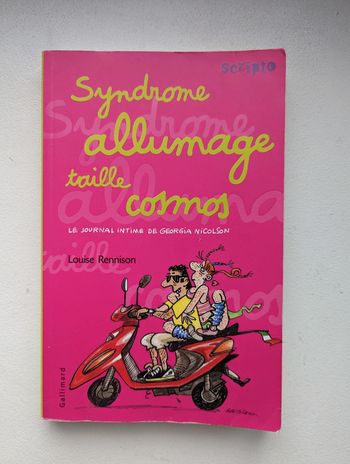 Scripto
Syndrome
allumage
taille
cosmos
LE JOURNAL INTIME DE GEORGIA NICOLSON
Louise Rennison
Gallimard